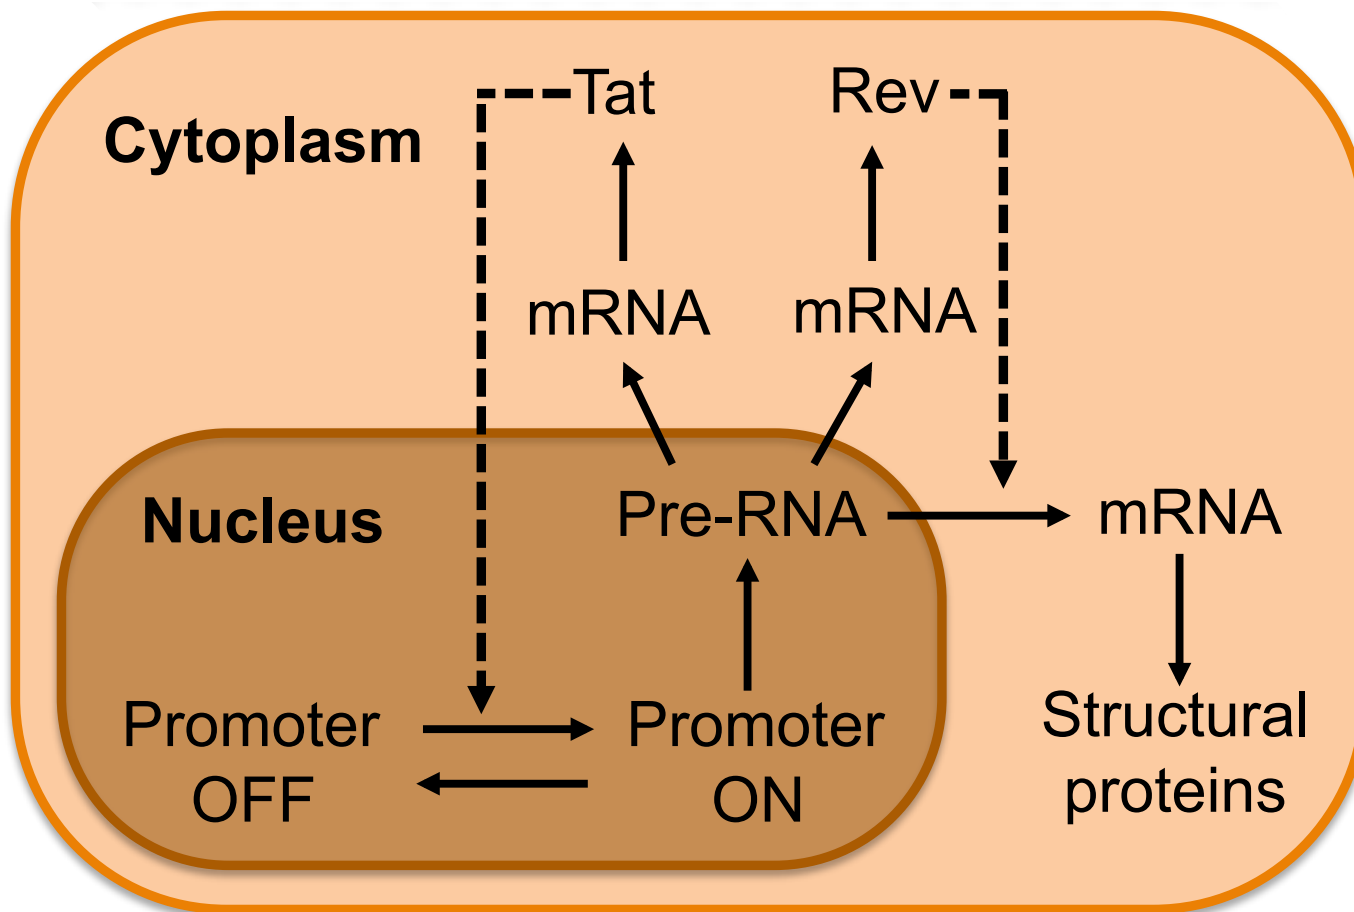 Tat
Rev
Cytoplasm
mRNA
mRNA
Nucleus
Pre-RNA
mRNA
Promoter
OFF
Promoter
ON
Structural
proteins